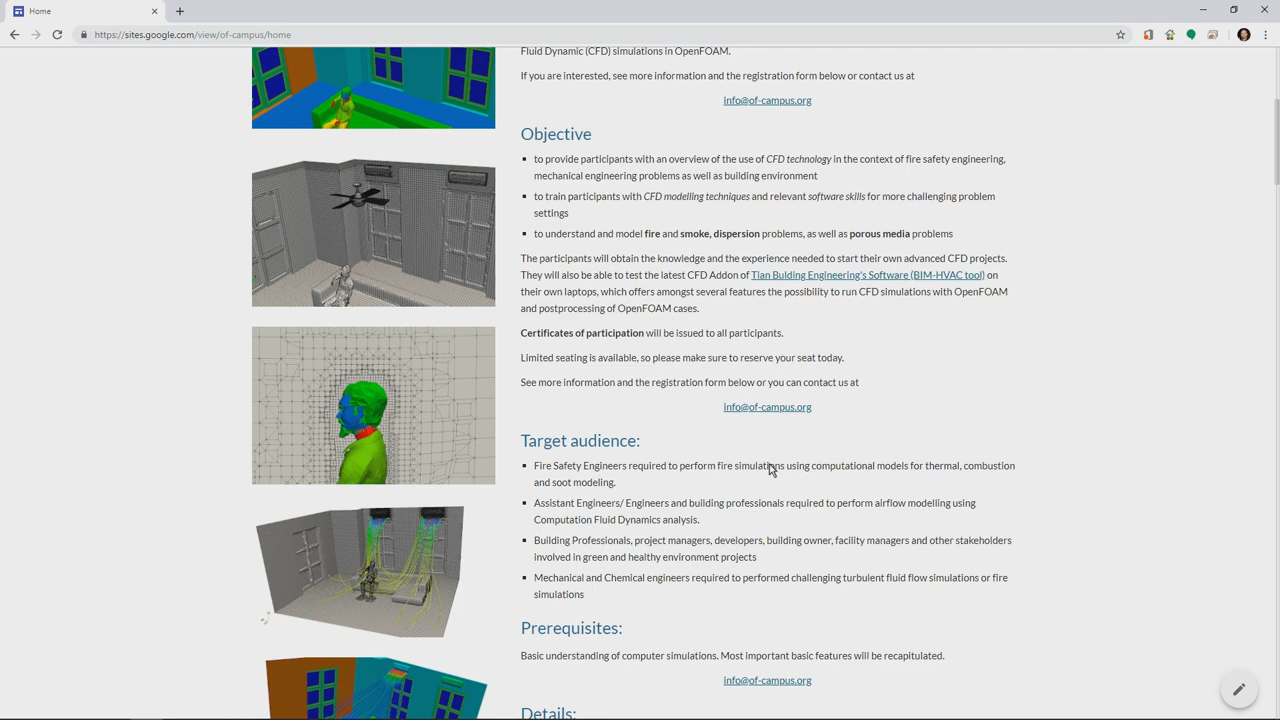 Home
https://sites.google.com/view/of-campus/home
Fluid Dynamic (CFD) simulations in OpenFOAM.
If you are interested, see more information and the registration form below or contact us at
info@of-campus.org
Objective
▪ to provide participants with an overview of the use of CFD technology in the context of fire safety engineering,
mechanical engineering problems as well as building environment
▪ to train participants with CFD modelling techniques and relevant software skills for more challenging problem
settings
▪ to understand and model fire and smoke, dispersion problems, as well as porous media problems
The participants will obtain the knowledge and the experience needed to start their own advanced CFD projects.
They will also be able to test the latest CFD Addon of Tian Bulding Engineering's Software (BIM-HVAC tool) on
their own laptops, which offers amongst several features the possibility to run CFD simulations with OpenFOAM
and postprocessing of OpenFOAM cases.
Certificates of participation will be issued to all participants.
Limited seating is available, so please make sure to reserve your seat today.
See more information and the registration form below or you can contact us at
info@of-campus.org
Target audience:
▪ Fire Safety Engineers required to perform fire simulations using computational models for thermal, combustion
and soot modeling.
▪ Assistant Engineers/ Engineers and building professionals required to perform airflow modelling using
Computation Fluid Dynamics analysis.
▪ Building Professionals, project managers, developers, building owner, facility managers and other stakeholders
involved in green and healthy environment projects
▪ Mechanical and Chemical engineers required to performed challenging turbulent fluid flow simulations or fire
simulations
Prerequisites:
Basic understanding of computer simulations. Most important basic features will be recapitulated.
info@of-campus.org
Details: